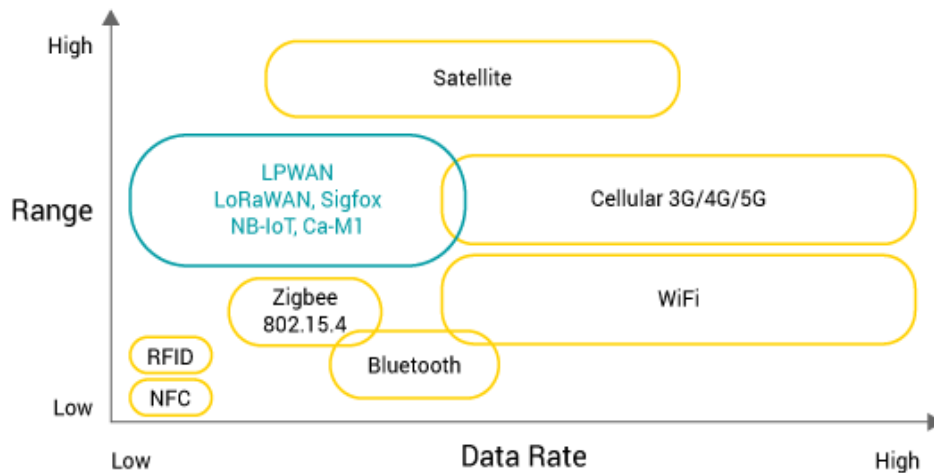 High
Satellite
LPWAN
LoRaWAN, Sigfox
NB-IoT, Ca-M1
Cellular 3G/4G/5G
Range
Zigbee
802.15.4
WiFi
RFID
Bluetooth
NFC
Low
Low
Data Rate
High